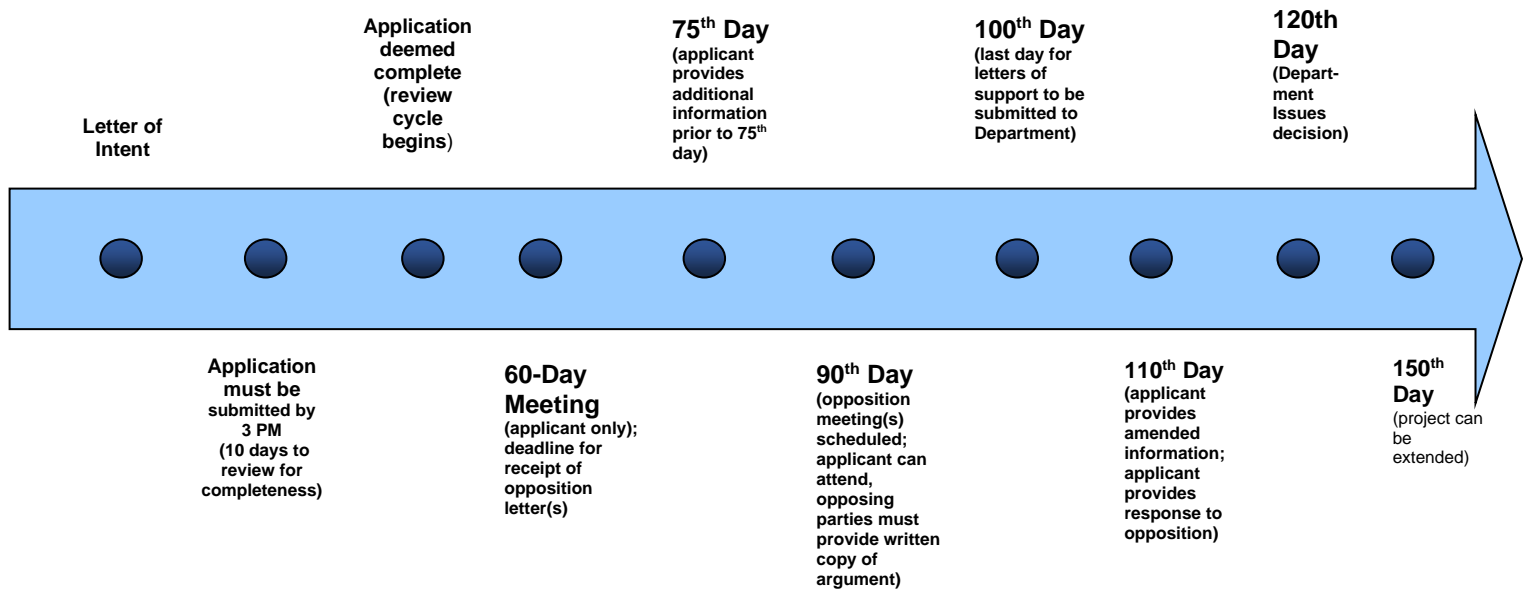 Letter of
Intent
Application
deemed
complete
(review
cycle
begins)
75th Day
(applicant
provides
additional
information
prior to 75th
day)
100th Day
(last day for
letters of
support to be
submitted to
Department)
120th
Day
(Depart-
ment
Issues
decision)
Application
must be
submitted by
3 PM
(10 days to
review for
completeness)
60-Day
Meeting
(applicant only);
deadline for
receipt of
opposition
letter(s)
90th Day
(opposition
meeting(s)
scheduled;
applicant can
attend,
opposing
parties must
provide written
copy of
argument)
110th Day
(applicant
provides
amended
information;
applicant
provides
response to
opposition)
150th
Day
(project can
be
extended)